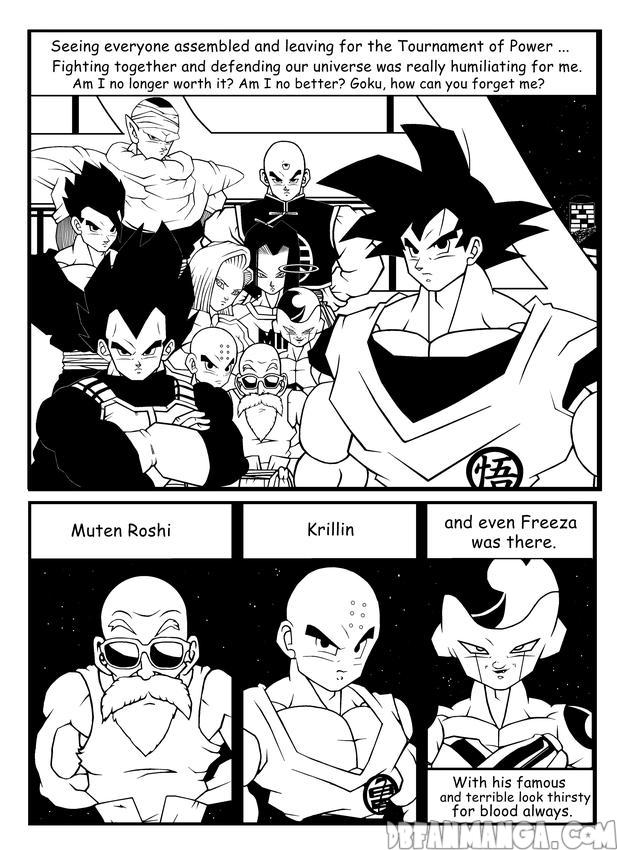 Seeing everyone assembled and leaving for the Tournament of Power ...
Fighting together and defending our universe was really humiliating for me.
Am I no longer worth it? Am I no better? Goku, how can you forget me?
悟
Muten Roshi
Krillin
and even Freeza
was there.
With his famous
and terrible look thirsty
for blood always.
DBFANMANGA.COM